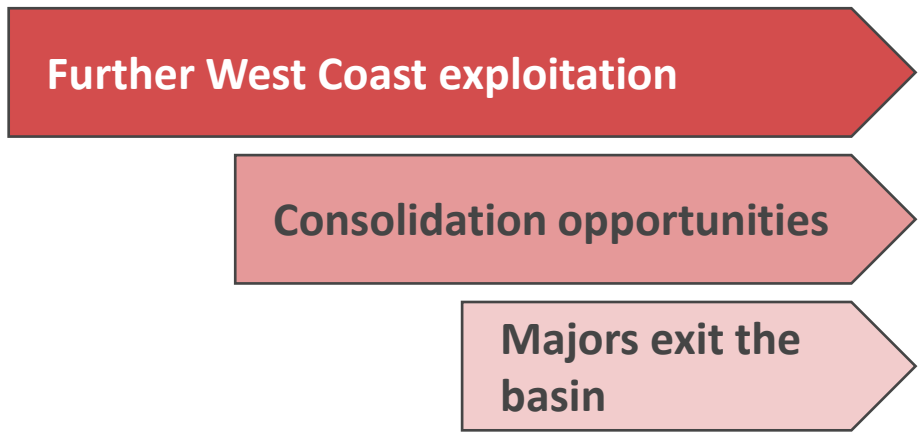 Further West Coast exploitation
Consolidation opportunities
Majors exit the
basin